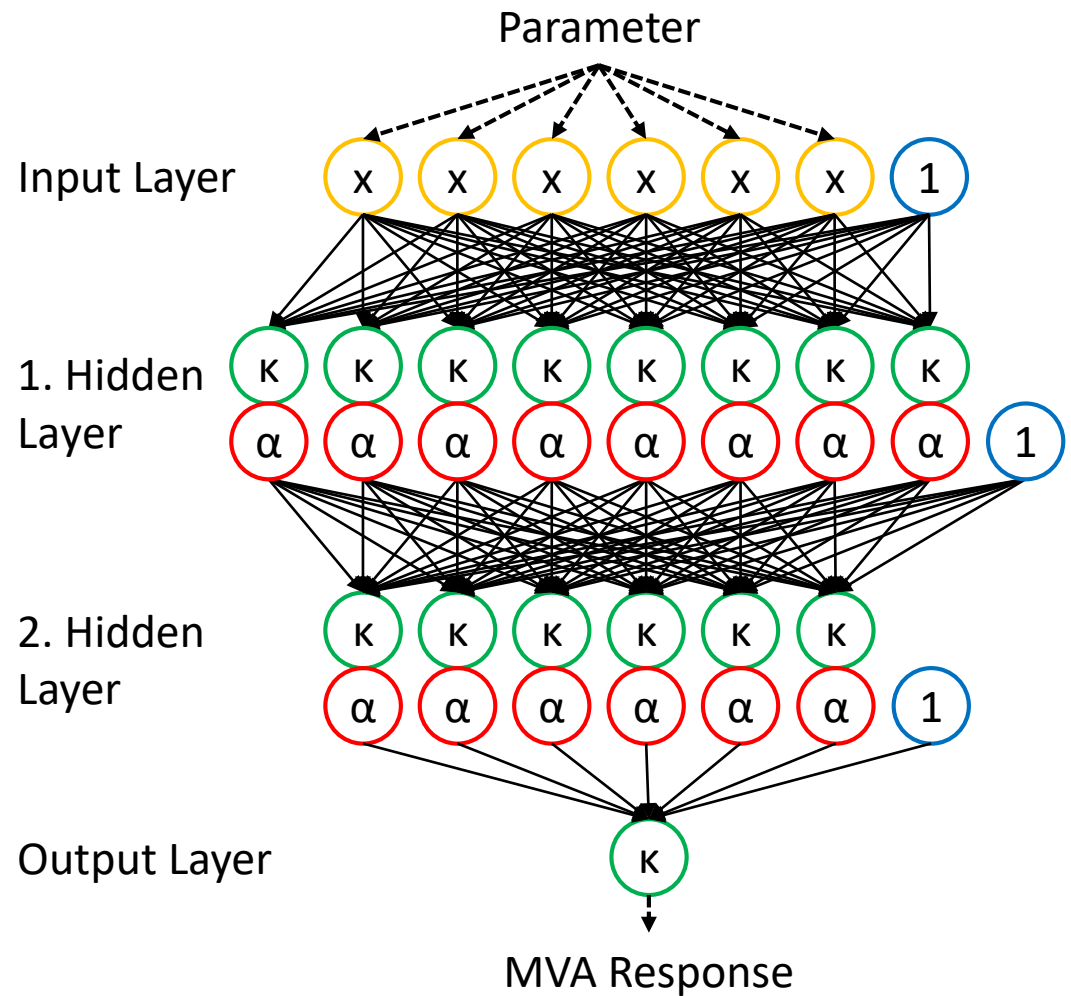 Parameter
Input Layer
x x x x x x 1
1. Hidden
Layer
κ κ κ κ κ κ κ κ
α α α α α α α α 1
2. Hidden
Layer
κ κ κ κ κ κ
α α α α α α 1
Output Layer
κ
MVA Response